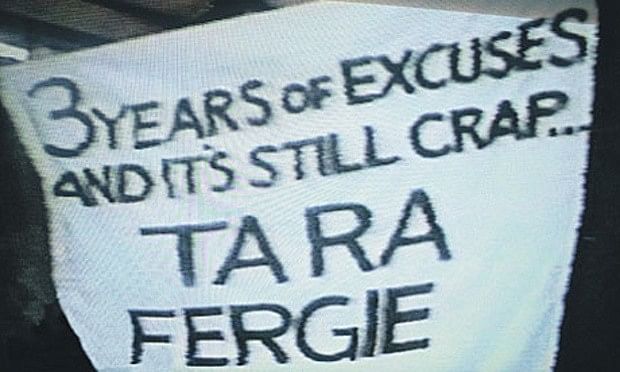 3 YEARS OF EXCUSES
AND IT'S STILL CRAP...
TA RA
FERGIE